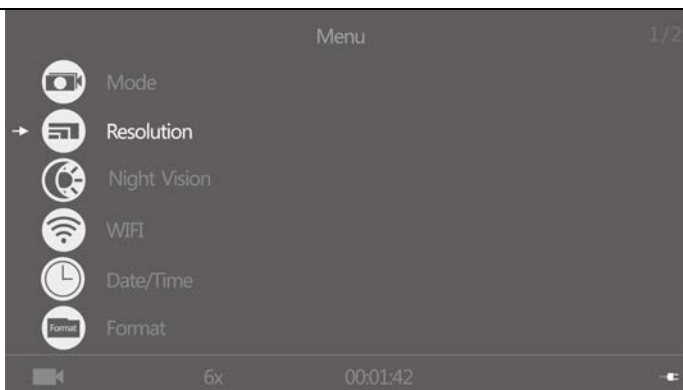 Menu 1/2
Mode
Resolution
Night Vision
WIFI
Date/Time
Format Format
6x 00:01:42